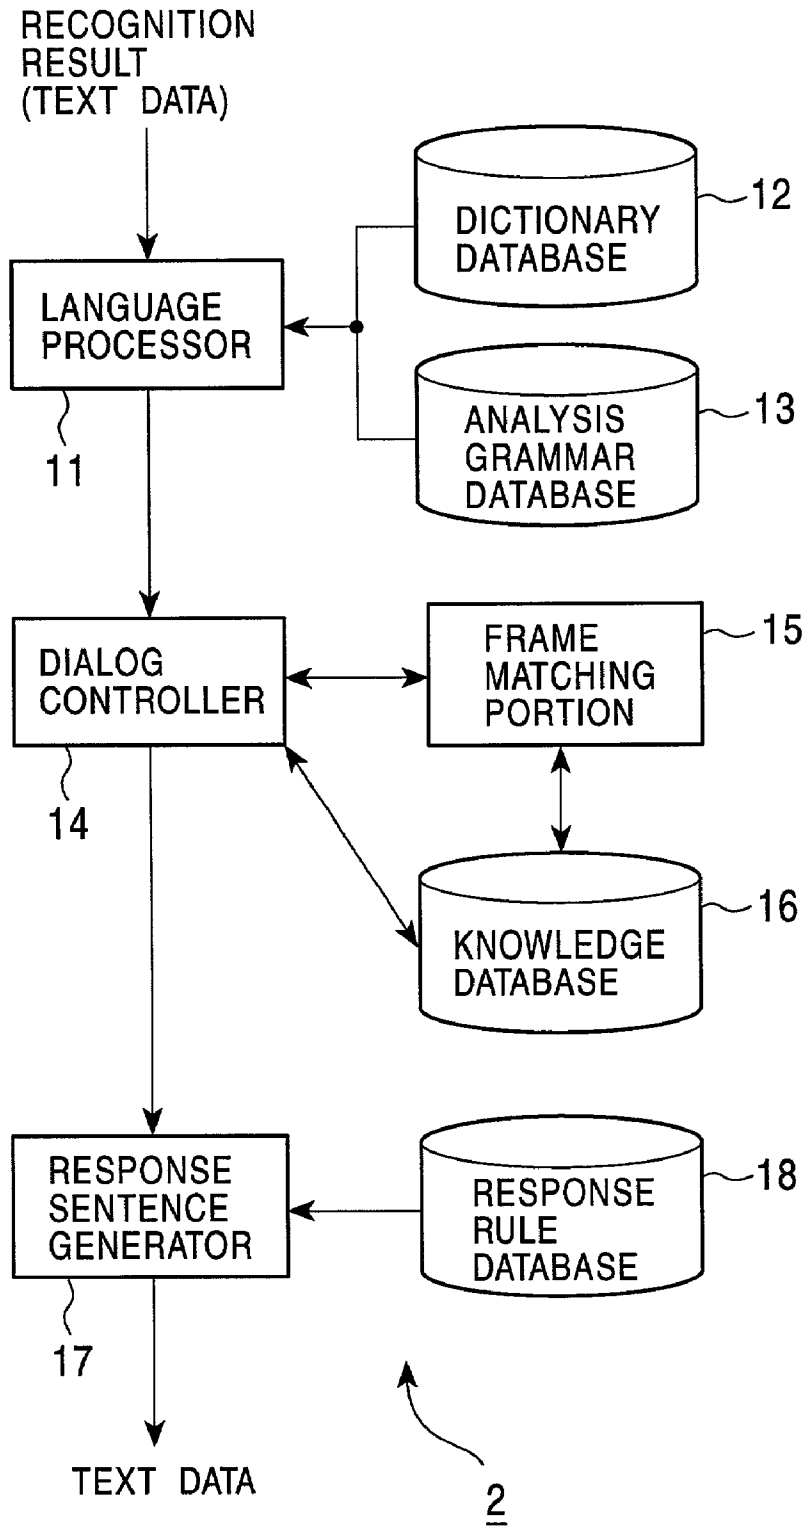 RECOGNITION
RESULT
(TEXT DATA)
DICTIONARY
DATABASE
12
LANGUAGE
PROCESSOR
11
ANALYSIS
GRAMMAR
DATABASE
13
DIALOG
CONTROLLER
14
FRAME
MATCHING
PORTION
15
KNOWLEDGE
DATABASE
16
RESPONSE
SENTENCE
GENERATOR
17
RESPONSE
RULE
DATABASE
18
TEXT DATA
2